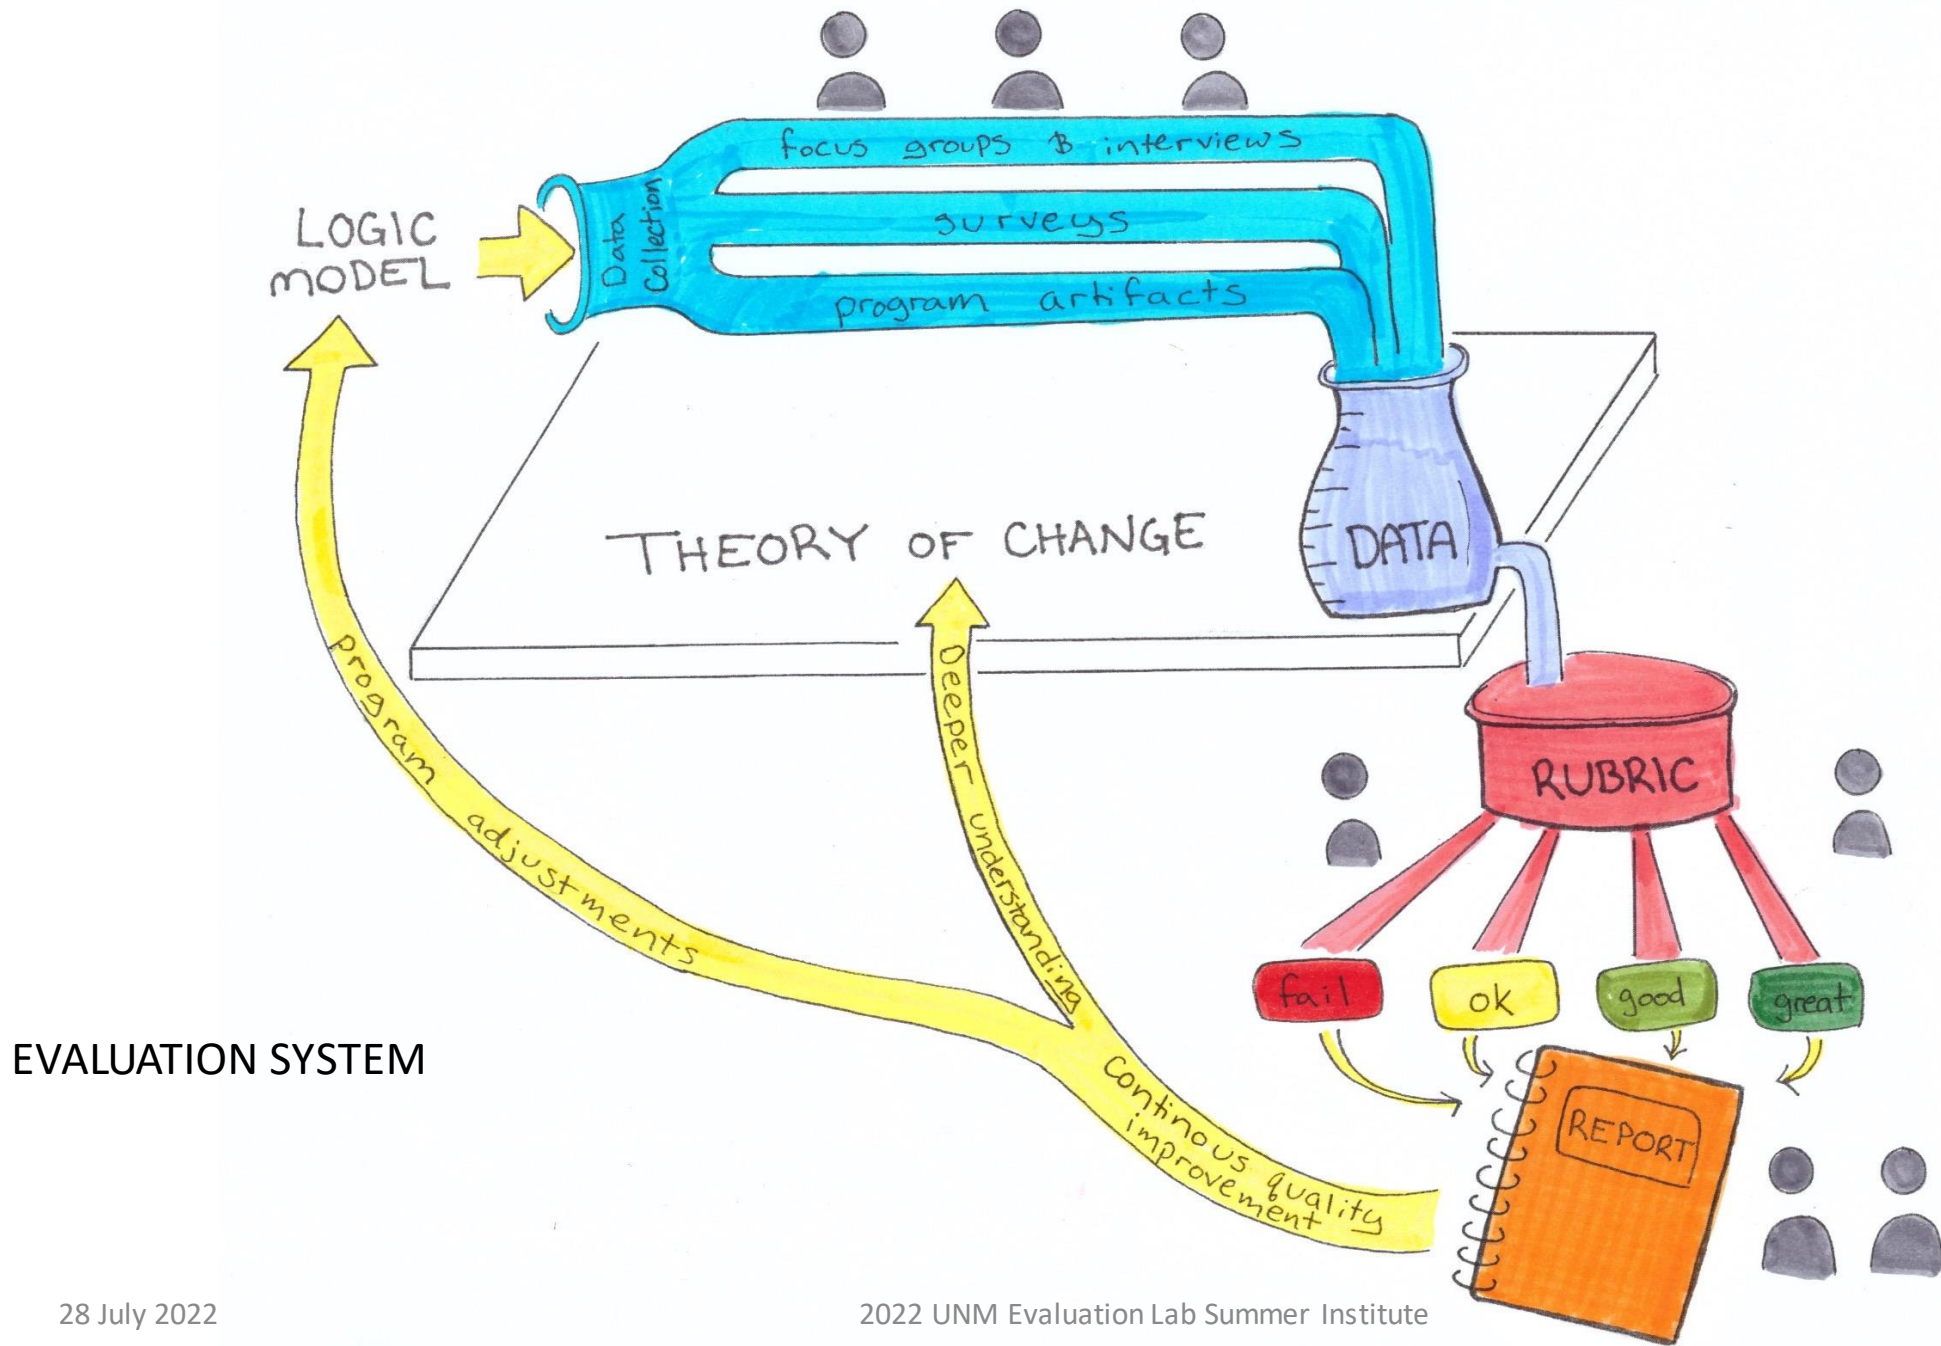 focus groups & interviews
LOGIC
MODEL
Data
Collection
surveys
program artifacts
THEORY OF CHANGE
DATA
RUBRIC
fail
ok
good
great
REPORT
Continous quality
improvement
Deeper understanding
program adjustments
EVALUATION SYSTEM
28 July 2022
2022 UNM Evaluation Lab Summer Institute